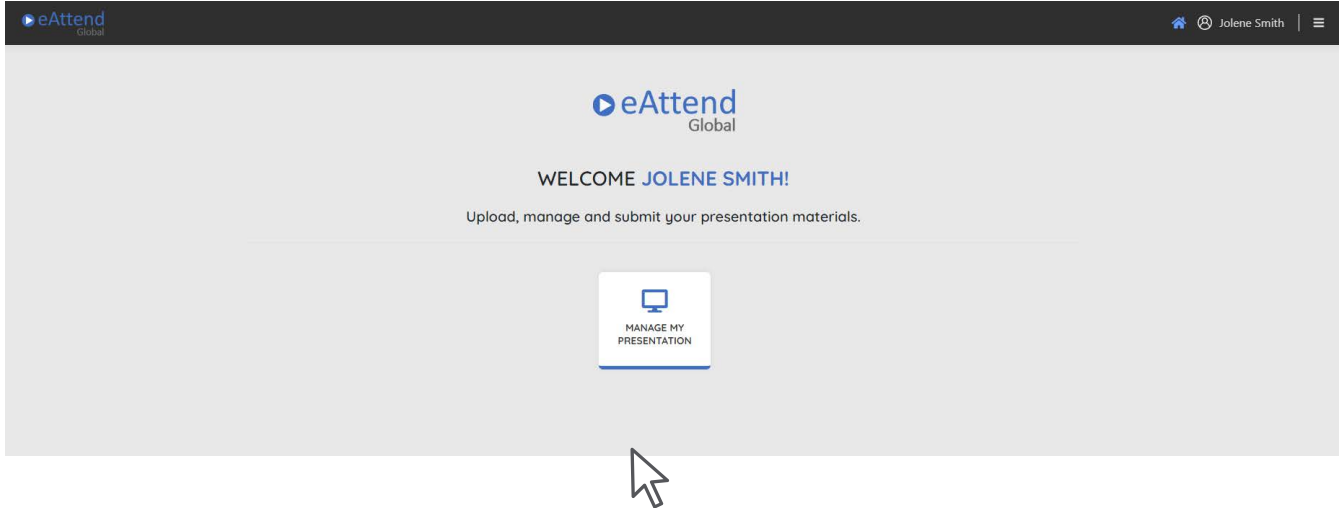 eAttend
Global
Jolene Smith
eAttend
Global
WELCOME JOLENE SMITH!
Upload, manage and submit your presentation materials.
MANAGE MY
PRESENTATION